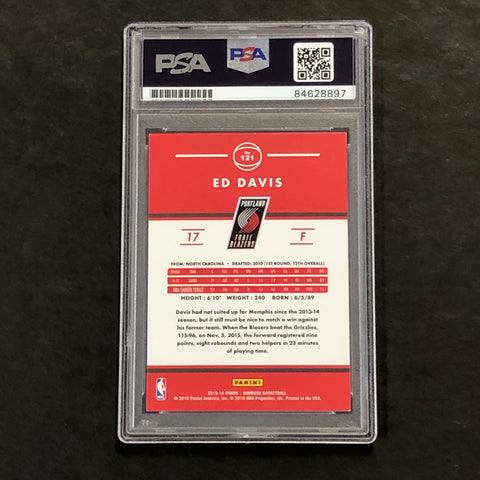 PSA
PSA
84628897
No
121
ED DAVIS
PORTLAND
TRAIL BLAZERS
17
F
FROM: NORTH CAROLINA • DRAFTED: 2010 (1ST ROUND, 13TH OVERALL)
NBA CAREER TOTALS
HEIGHT: 6'10" WEIGHT: 240 BORN: 6/5/89
Davis had not suited up for Memphis since the 2013-14
season, but it still must be nice to notch a win against
his former team. When the Blazers beat the Grizzlies,
115-96, on Nov. 5, 2015, the forward registered nine
points, eight rebounds and two helpers in 23 minutes
of playing time.
PANINI
NBA
2015-16 PANINI - DONRUSS BASKETBALL
© 2016 Panini America, Inc. © 2016 NBA Properties, Inc. Printed in the USA.